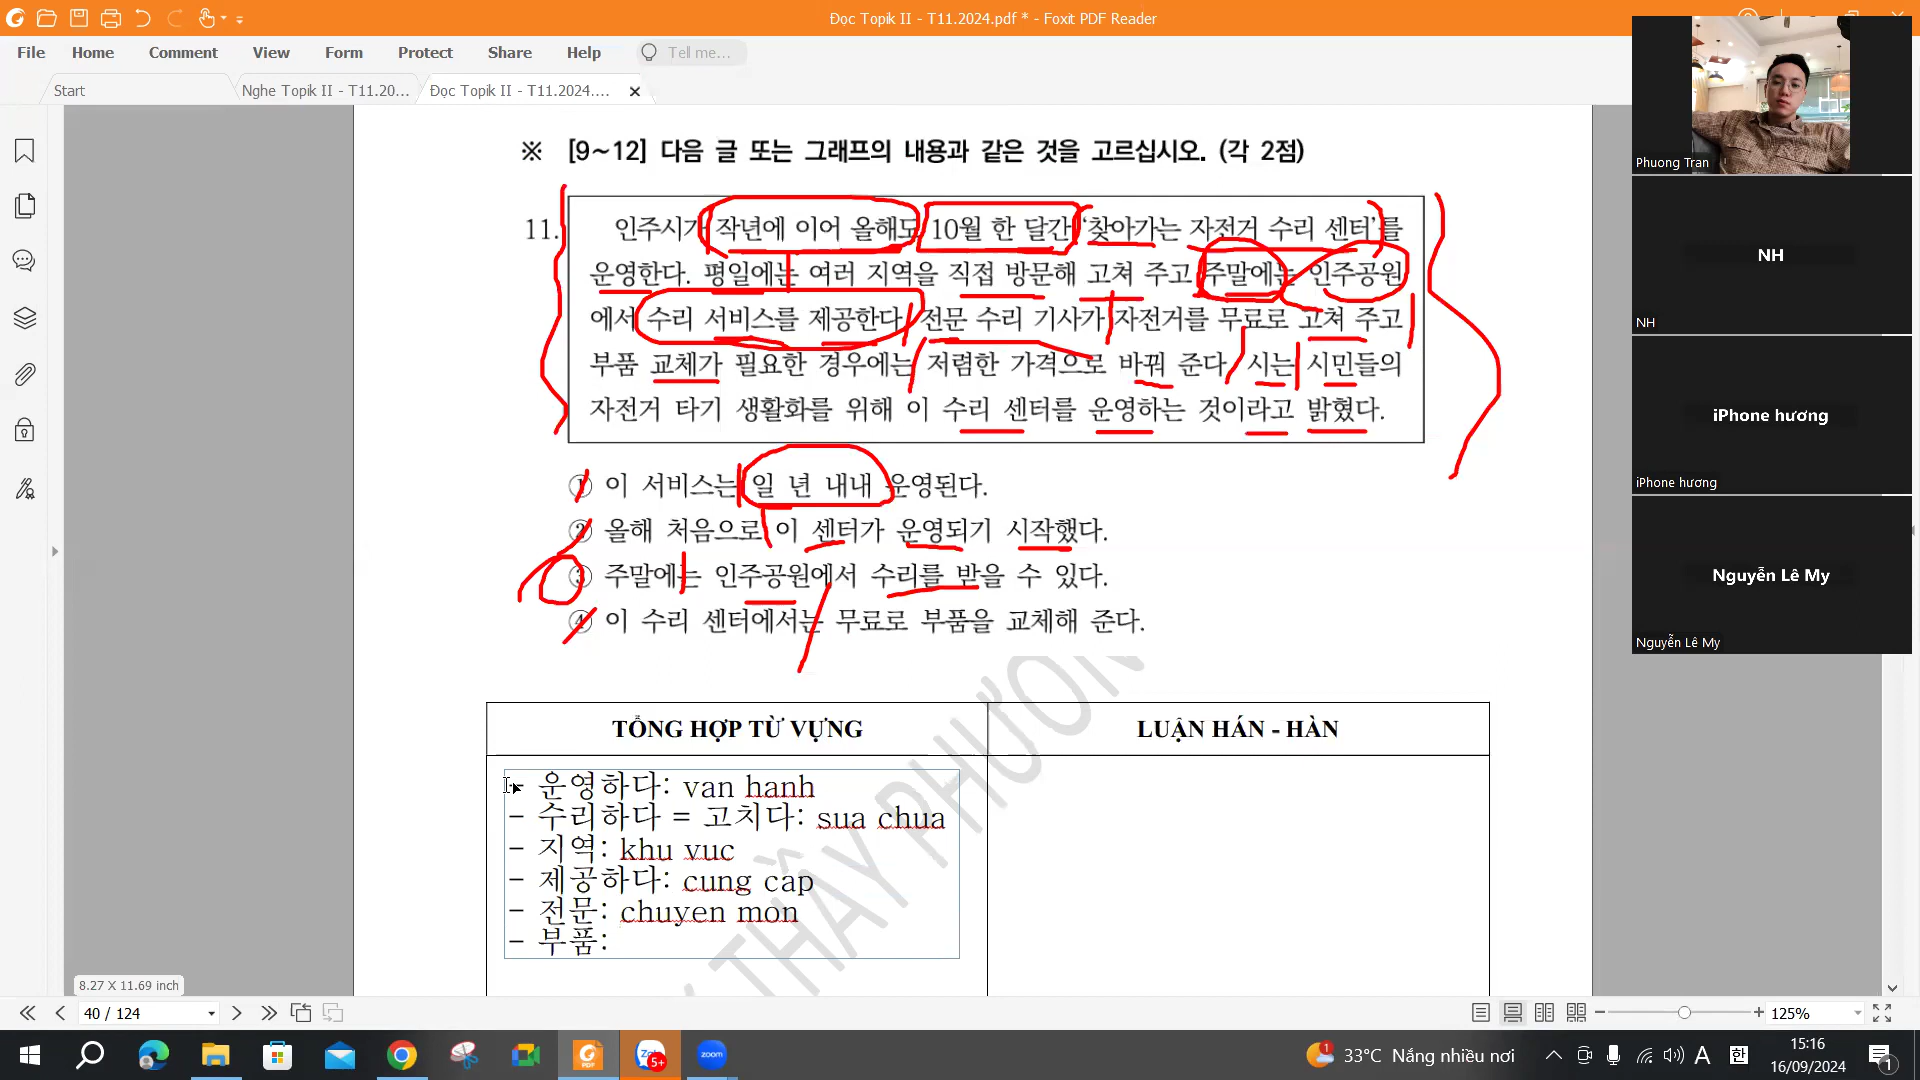 Đọc Topik II - T11.2024.pdf * - Foxit PDF Reader
File Home Comment View Form Protect Share Help Tell me...
Start
Nghe Topik II - T11.20...
Đọc Topik II - T11.2024....
※ [9~12] 다음 글 또는 그래프의 내용과 같은 것을 고르십시오. (각 2점)
11. 인주시가 작년에 이어 올해도 10월 한 달간 '찾아가는 자전거 수리 센터'를
운영한다. 평일에는 여러 지역을 직접 방문해 고쳐 주고 주말에는 인주공원
에서 수리 서비스를 제공한다. 전문 수리 기사가 자전거를 무료로 고쳐 주고
부품 교체가 필요한 경우에는 저렴한 가격으로 바꿔 준다. 시는 시민들의
자전거 타기 생활화를 위해 이 수리 센터를 운영하는 것이라고 밝혔다.
① 이 서비스는 일 년 내내 운영된다.
② 올해 처음으로 이 센터가 운영되기 시작했다.
③ 주말에는 인주공원에서 수리를 받을 수 있다.
④ 이 수리 센터에서는 무료로 부품을 교체해 준다.
TỔNG HỢP TỪ VỰNG
LUẬN HÁN - HÀN
- 운영하다: van hanh
- 수리하다 = 고치다: sua chua
- 지역: khu vuc
- 제공하다: cung cap
- 전문: chuyen mon
- 부품:
THẦY PHƯƠN
Phuong Tran
NH
NH
iPhone hương
iPhone hương
Nguyễn Lê My
Nguyễn Lê My
8.27 X 11.69 inch
40 / 124
125%
Zalo
5+
zoom
1
33°C Nắng nhiều nơi
A
한
15:16
16/09/2024
1